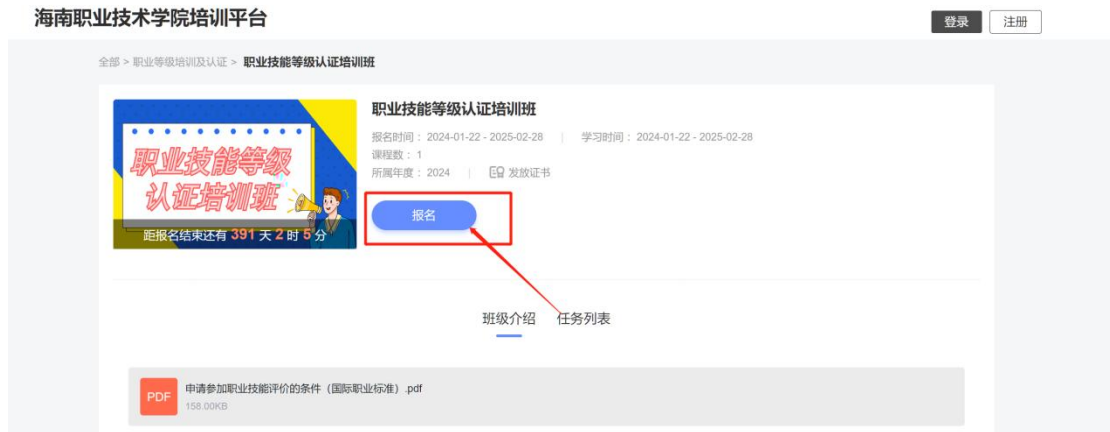 海南职业技术学院培训平台
登录 注册
全部 > 职业等级培训及认证 > 职业技能等级认证培训班
职业技能等级
认证培训班
距报名结束还有 391 天 2 时 5 分
职业技能等级认证培训班
报名时间： 2024-01-22 - 2025-02-28 | 学习时间： 2024-01-22 - 2025-02-28
课程数： 1
所属年度： 2024 | 发放证书
报名
班级介绍 任务列表
PDF
申请参加职业技能评价的条件（国际职业标准）.pdf
158.00KB